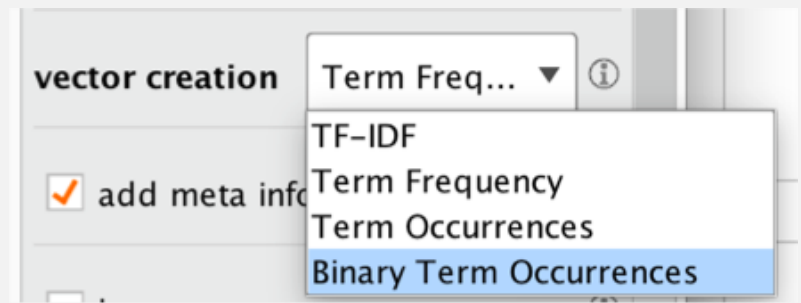 vector creation Term Freq...
TF-IDF
add meta info Term Frequency
Term Occurrences
Binary Term Occurrences